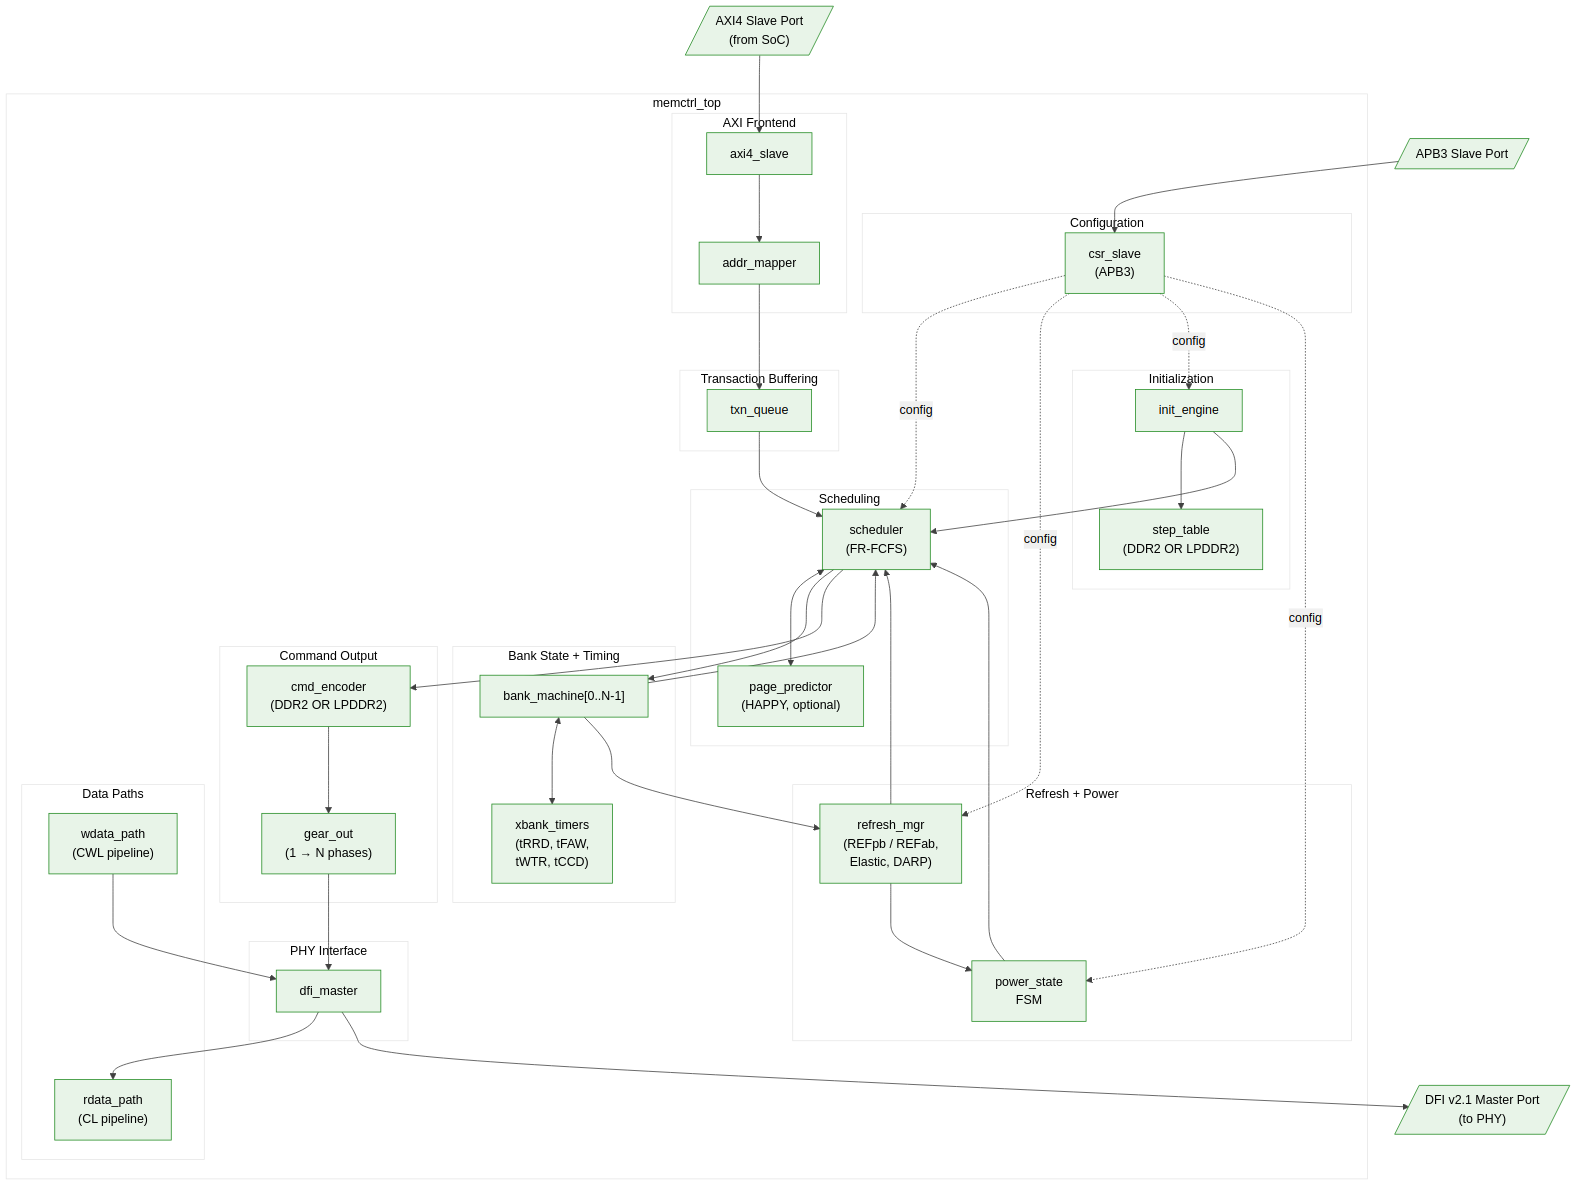 AXI4 Slave Port
(from SoC)
memctrl_top
AXI Frontend
axi4_slave
APB3 Slave Port
Configuration
csr_slave
(APB3)
addr_mapper
config
Transaction Buffering
Initialization
txn_queue
config
init_engine
Scheduling
scheduler
(FR-FCFS)
config
step_table
(DDR2 OR LPDDR2)
config
Command Output
Bank State + Timing
cmd_encoder
(DDR2 OR LPDDR2)
bank_machine[0..N-1]
page_predictor
(HAPPY, optional)
Data Paths
Refresh + Power
wdata_path
(CWL pipeline)
gear_out
(1 → N phases)
xbank_timers
(tRRD, tFAW,
tWTR, tCCD)
refresh_mgr
(REFpb / REFab,
Elastic, DARP)
PHY Interface
dfi_master
power_state
FSM
rdata_path
(CL pipeline)
DFI v2.1 Master Port
(to PHY)